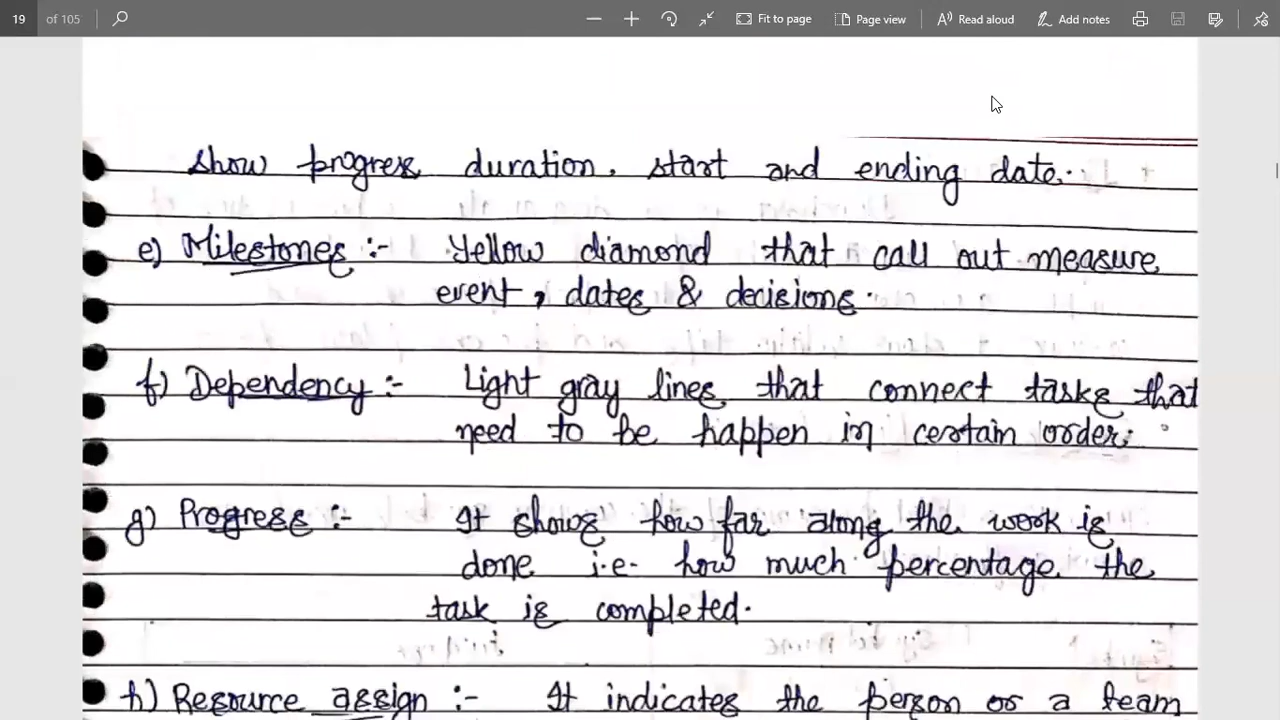 19 of 105 Fit to page Page view Read aloud Add notes
show progress duration, start and ending date.
e) Milestones :- Yellow diamond that call out measure
event, dates & decisions.
f) Dependency :- Light gray lines that connect tasks that
need to be happen in certain order.
g) Progress :- It shows how far along the work is
done i.e. how much percentage the
task is completed.
h) Resource assign :- It indicates the person or a team